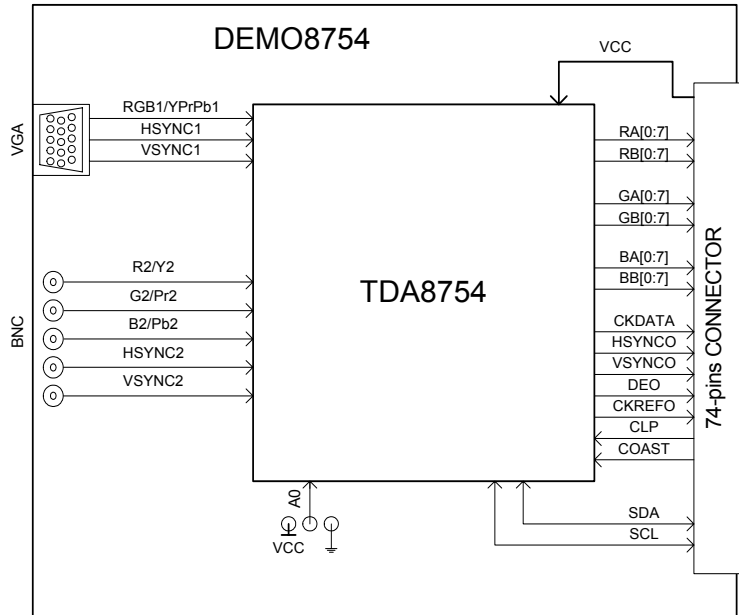 DEMO8754
VCC
VGA
RGB1/YPrPb1
HSYNC1
VSYNC1
BNC
R2/Y2
G2/Pr2
B2/Pb2
HSYNC2
VSYNC2
TDA8754
RA[0:7]
RB[0:7]
GA[0:7]
GB[0:7]
BA[0:7]
BB[0:7]
CKDATA
HSYNCO
VSYNCO
DEO
CKREFO
CLP
COAST
74-pins CONNECTOR
A0
VCC
SDA
SCL